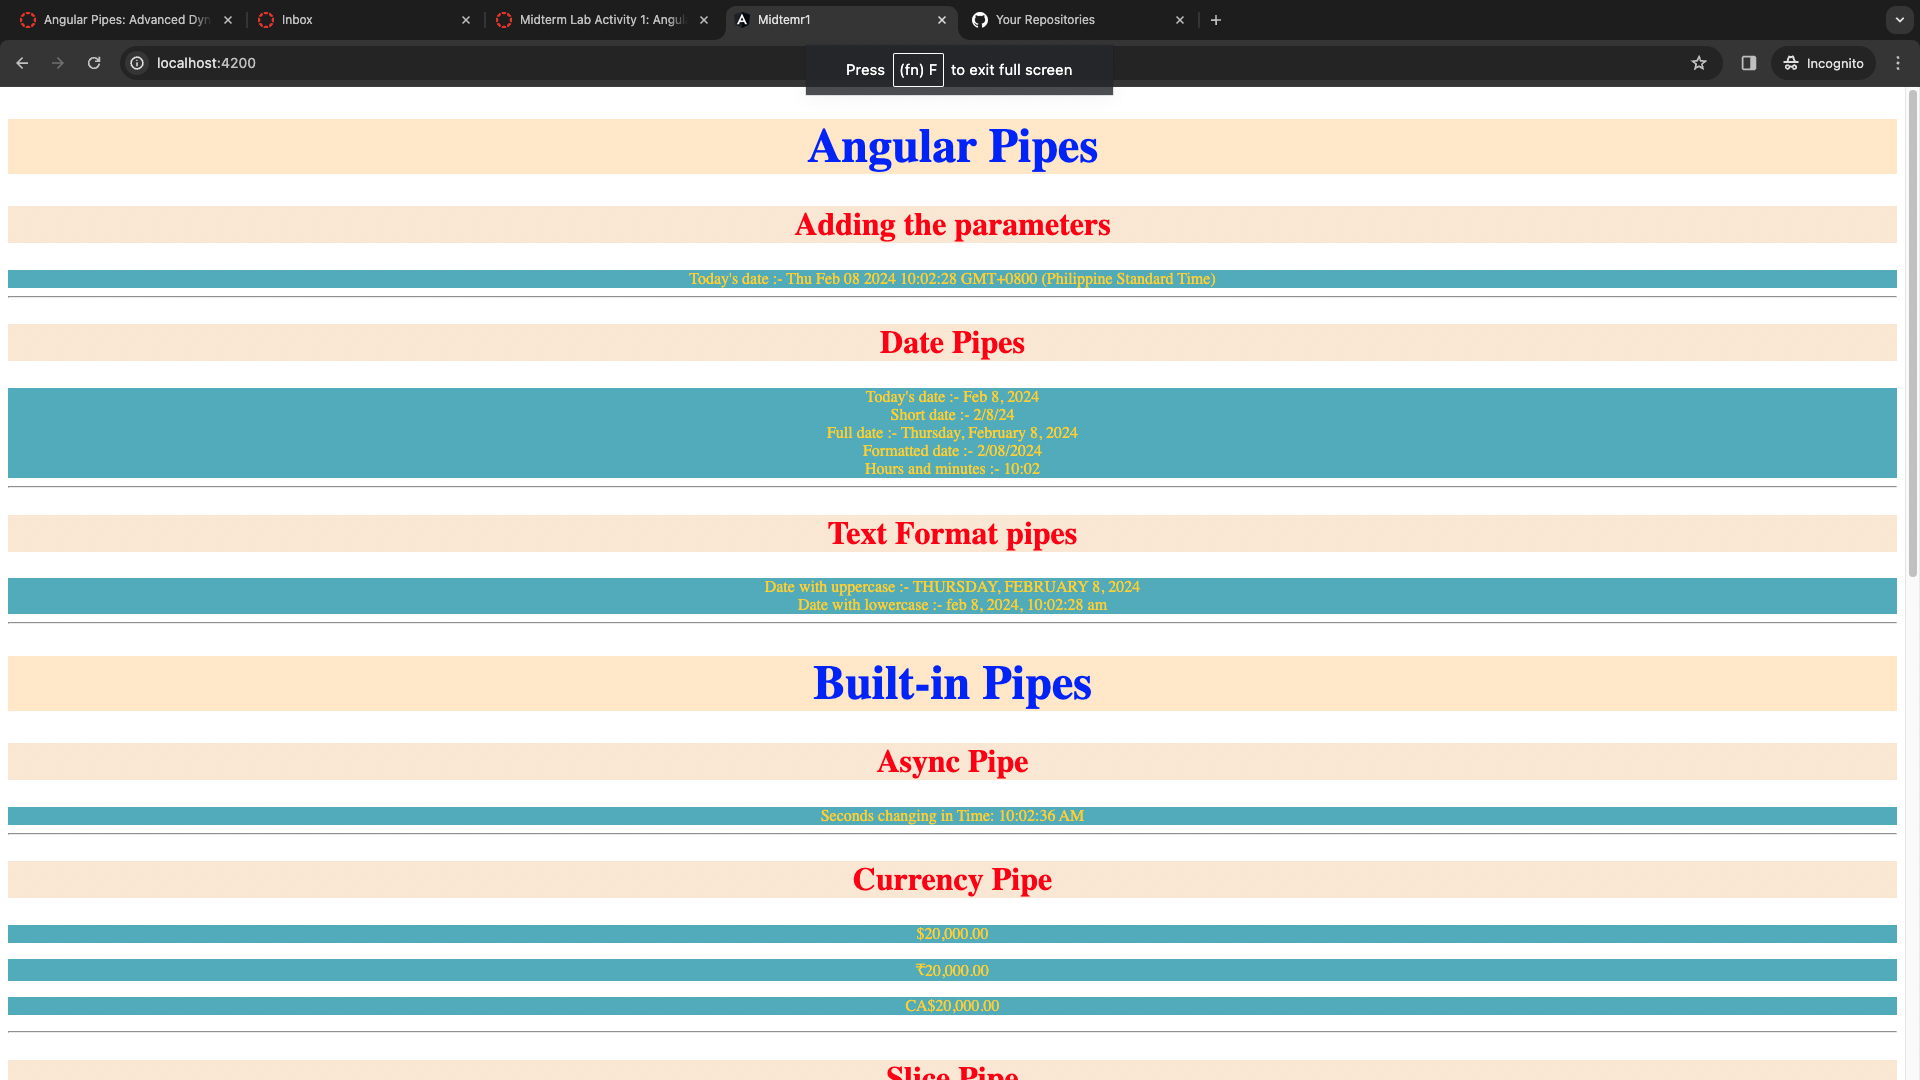 Angular Pipes: Advanced Dyn
Inbox
Midterm Lab Activity 1: Angul
Midtemr1
Your Repositories
localhost:4200
Press (fn) F to exit full screen
Incognito
Angular Pipes
Adding the parameters
Today's date :- Thu Feb 08 2024 10:02:28 GMT+0800 (Philippine Standard Time)
Date Pipes
Today's date :- Feb 8, 2024
Short date :- 2/8/24
Full date :- Thursday, February 8, 2024
Formatted date :- 2/08/2024
Hours and minutes :- 10:02
Text Format pipes
Date with uppercase :- THURSDAY, FEBRUARY 8, 2024
Date with lowercase :- feb 8, 2024, 10:02:28 am
Built-in Pipes
Async Pipe
Seconds changing in Time: 10:02:36 AM
Currency Pipe
$20,000.00
₹20,000.00
CA$20,000.00
Slice Pipe